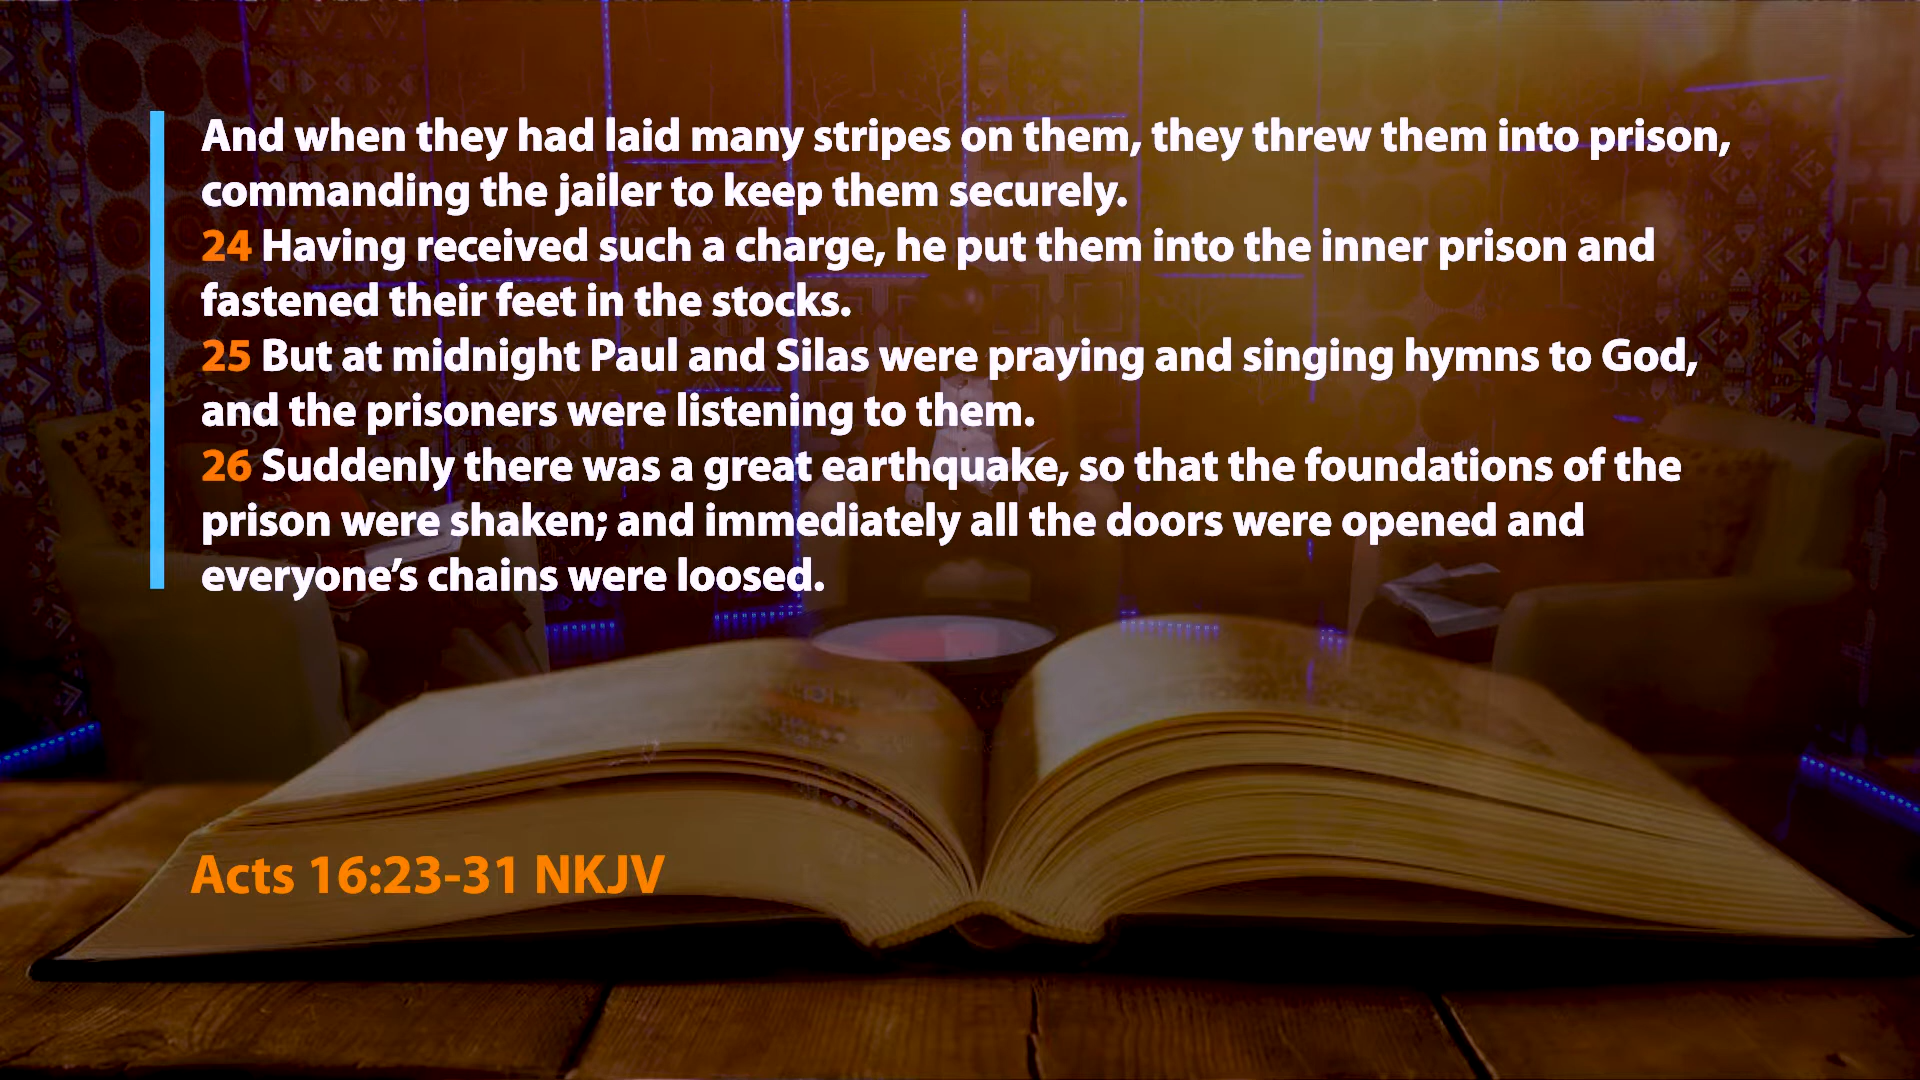 And when they had laid many stripes on them, they threw them into prison,
commanding the jailer to keep them securely.
24 Having received such a charge, he put them into the inner prison and
fastened their feet in the stocks.
25 But at midnight Paul and Silas were praying and singing hymns to God,
and the prisoners were listening to them.
26 Suddenly there was a great earthquake, so that the foundations of the
prison were shaken; and immediately all the doors were opened and
everyone’s chains were loosed.
Acts 16:23-31 NKJV